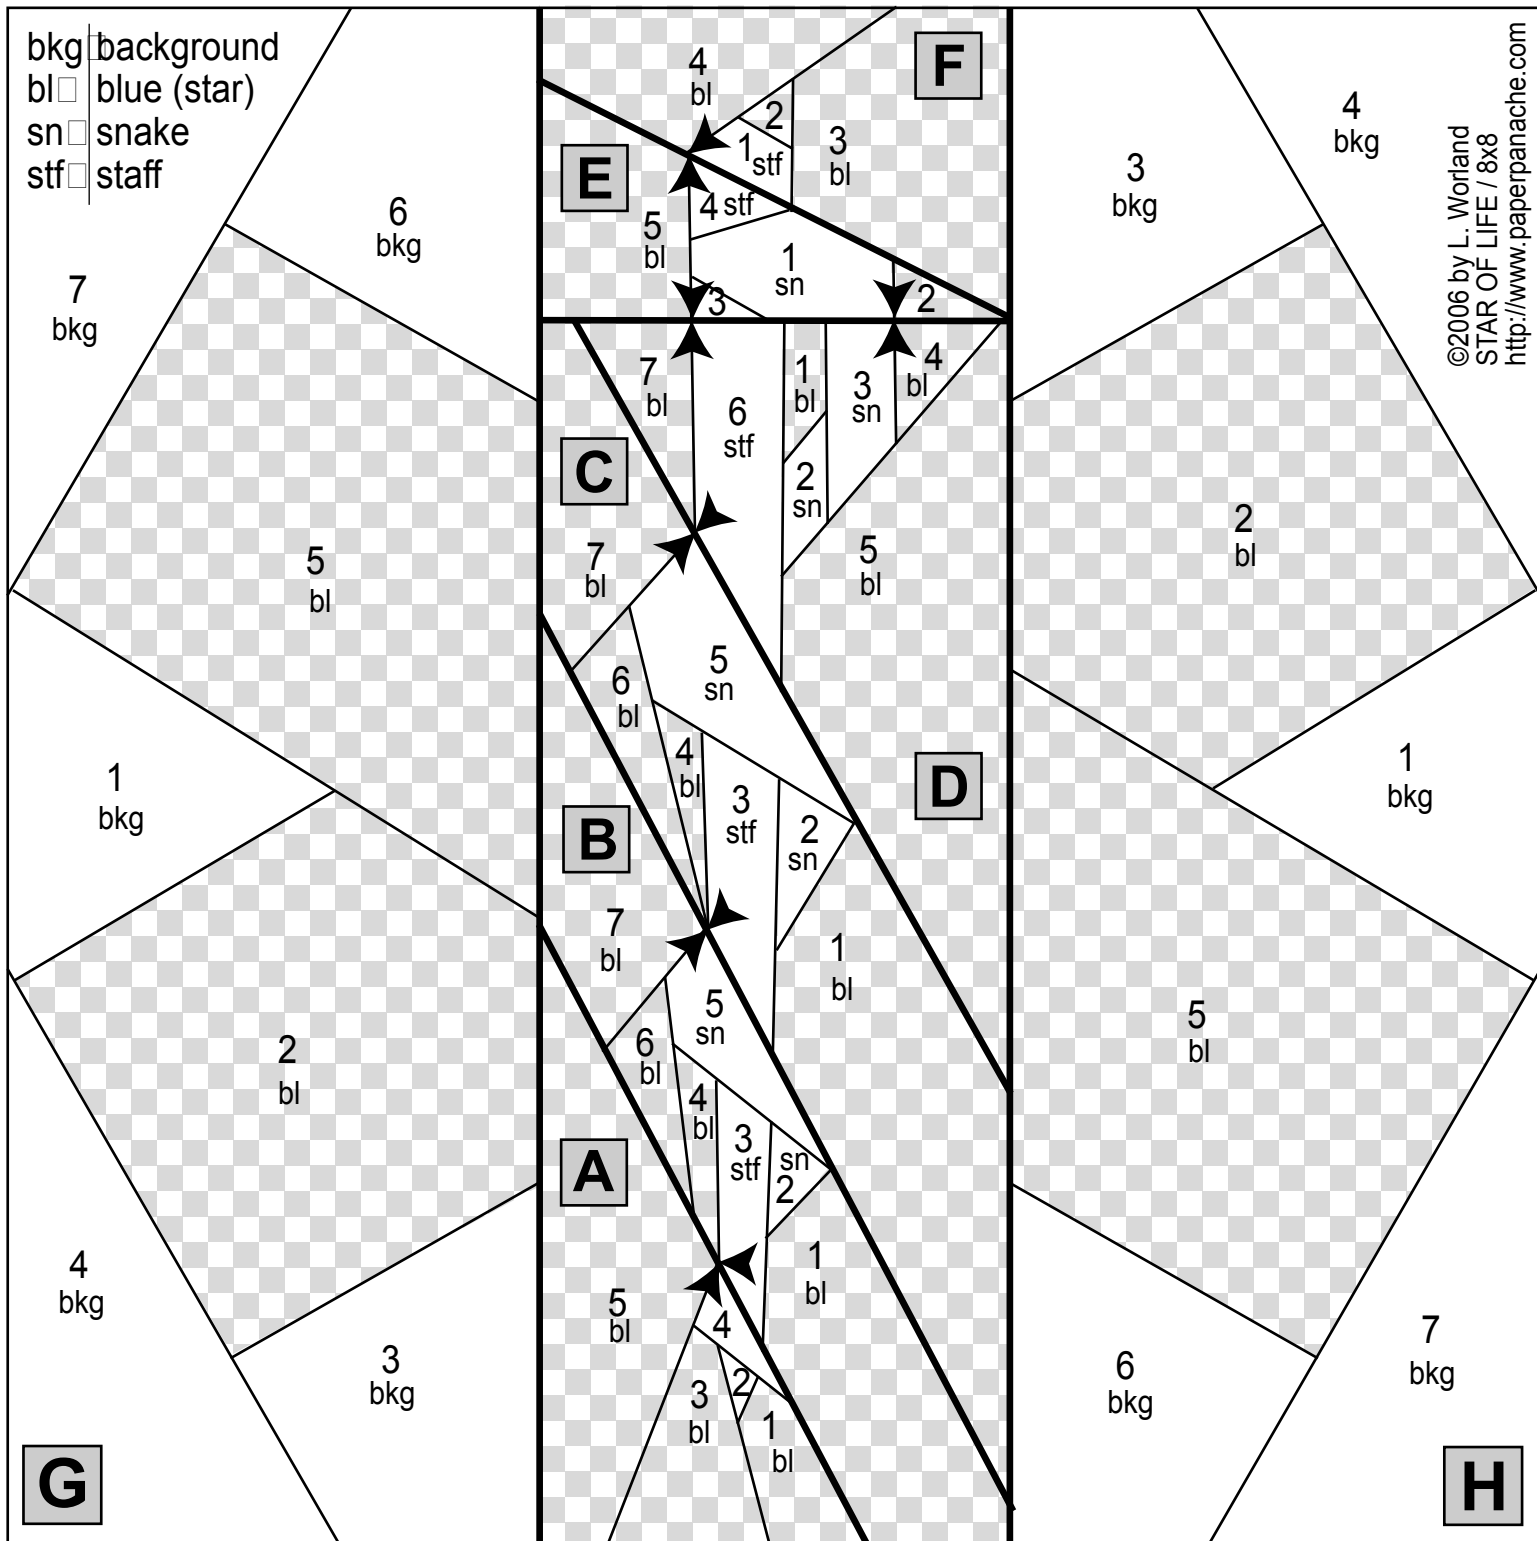 bkg background
bl blue (star)
sn snake
stf staff
6
bkg
7
bkg
5
bl
1
bkg
2
bl
4
bkg
3
bkg
G
4
bl
F
2
1
stf
3
bl
E
4 stf
5
bl
1
sn
3
2
7
bl
6
stf
1
bl
3
sn
4
bl
2
sn
5
bl
C
D
7
bl
5
sn
6
bl
4
bl
3
stf
2
sn
1
bl
B
7
bl
5
sn
6
bl
4
bl
3
stf
sn
2
1
bl
A
5
bl
4
2
3
bl
1
bl
3
bkg
4
bkg
2
bl
1
bkg
5
bl
6
bkg
7
bkg
H
©2006 by L. Worland
STAR OF LIFE / 8x8
http://www.paperpanache.com